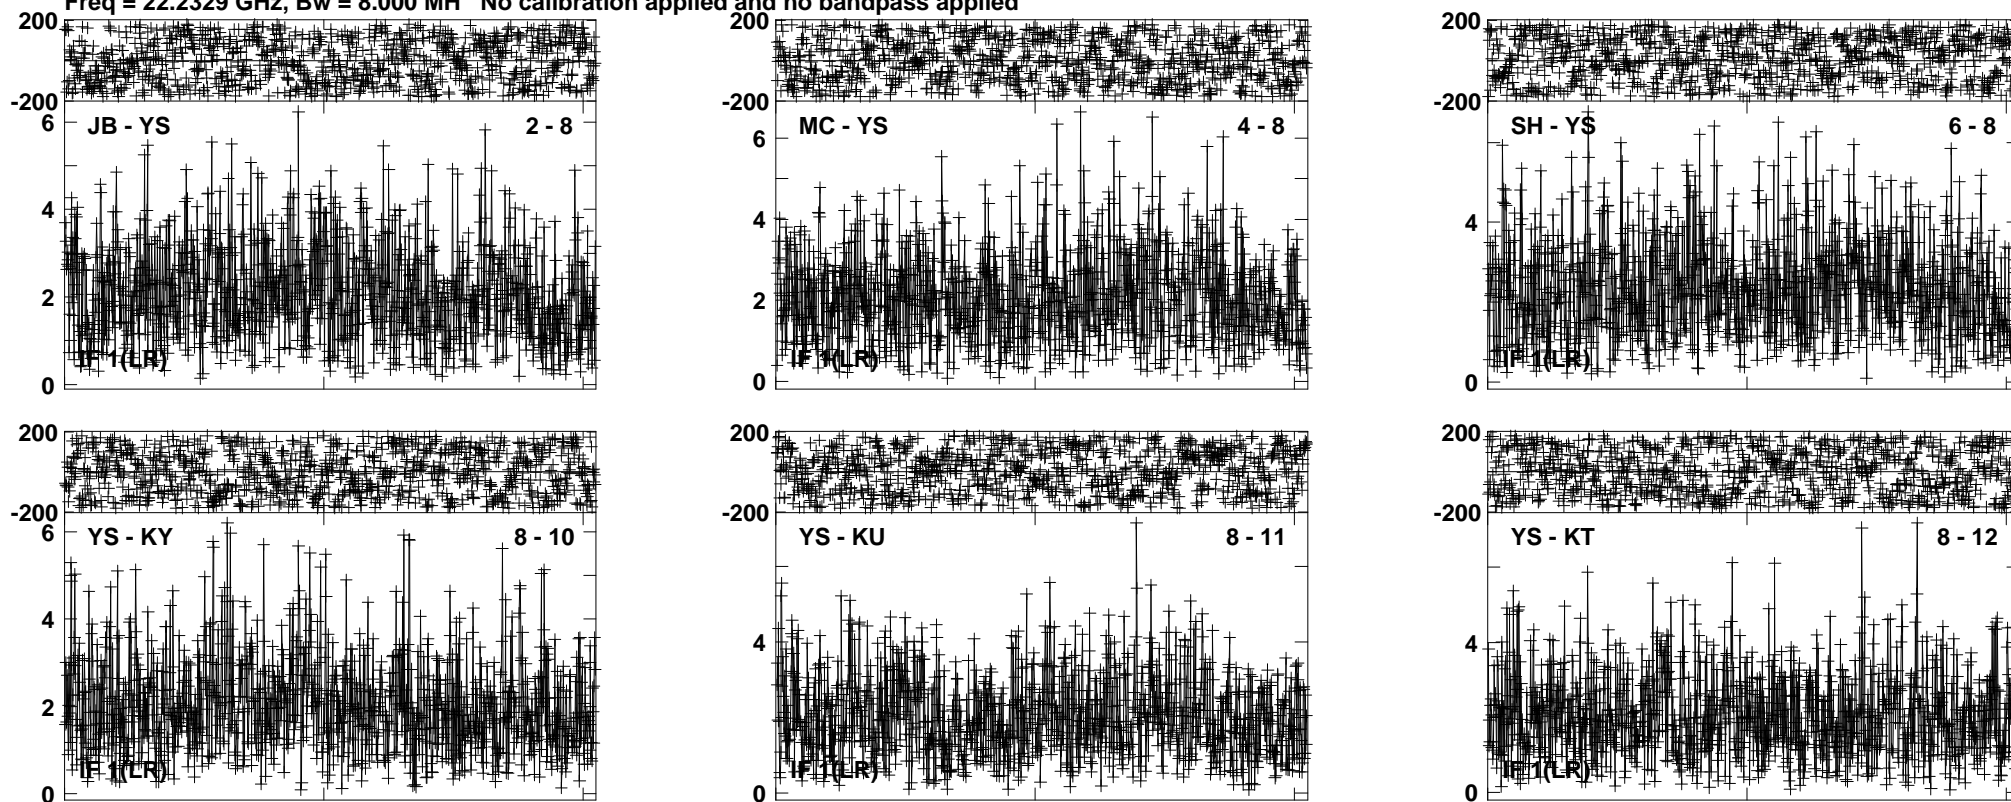 Freq = 22.2329 GHz, Bw = 8.000 MH No calibration applied and no bandpass applied
200
-200
6
4
2
0
JB - YS
2 - 8
IF 1(LR)
200
-200
6
4
2
0
MC - YS
4 - 8
IF 1(LR)
200
-200
4
0
SH - YS
6 - 8
IF 1(LR)
200
-200
6
4
2
0
YS - KY
8 - 10
IF 1(LR)
200
-200
4
0
YS - KU
8 - 11
IF 1(LR)
200
-200
4
0
YS - KT
8 - 12
IF 1(LR)